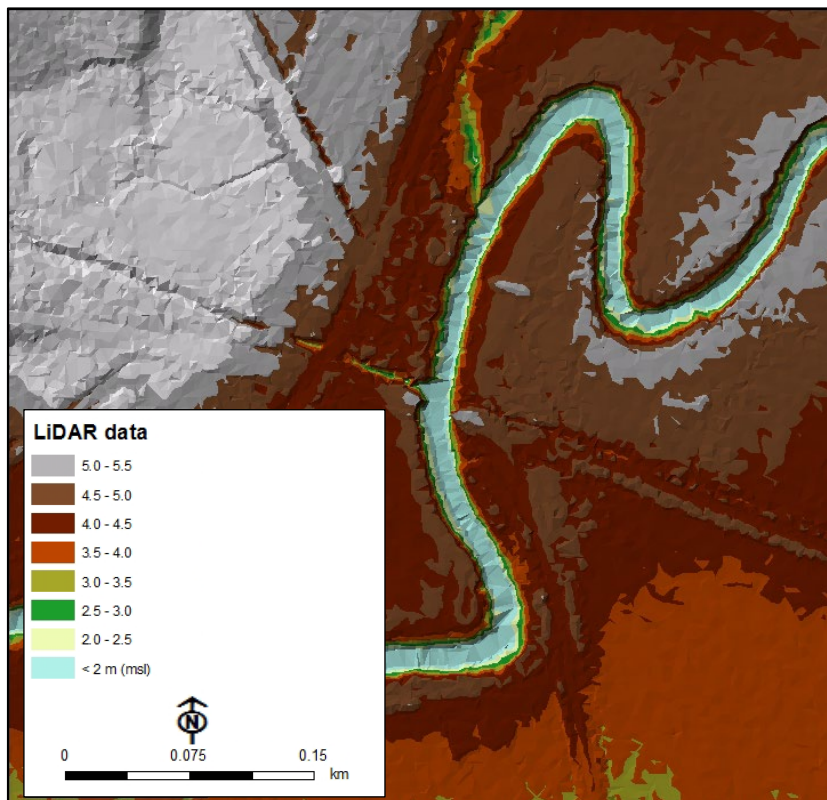 LiDAR data
5.0 - 5.5
4.5 - 5.0
4.0 - 4.5
3.5 - 4.0
3.0 - 3.5
2.5 - 3.0
2.0 - 2.5
< 2 m (msl)
N
0 0.075 0.15
km